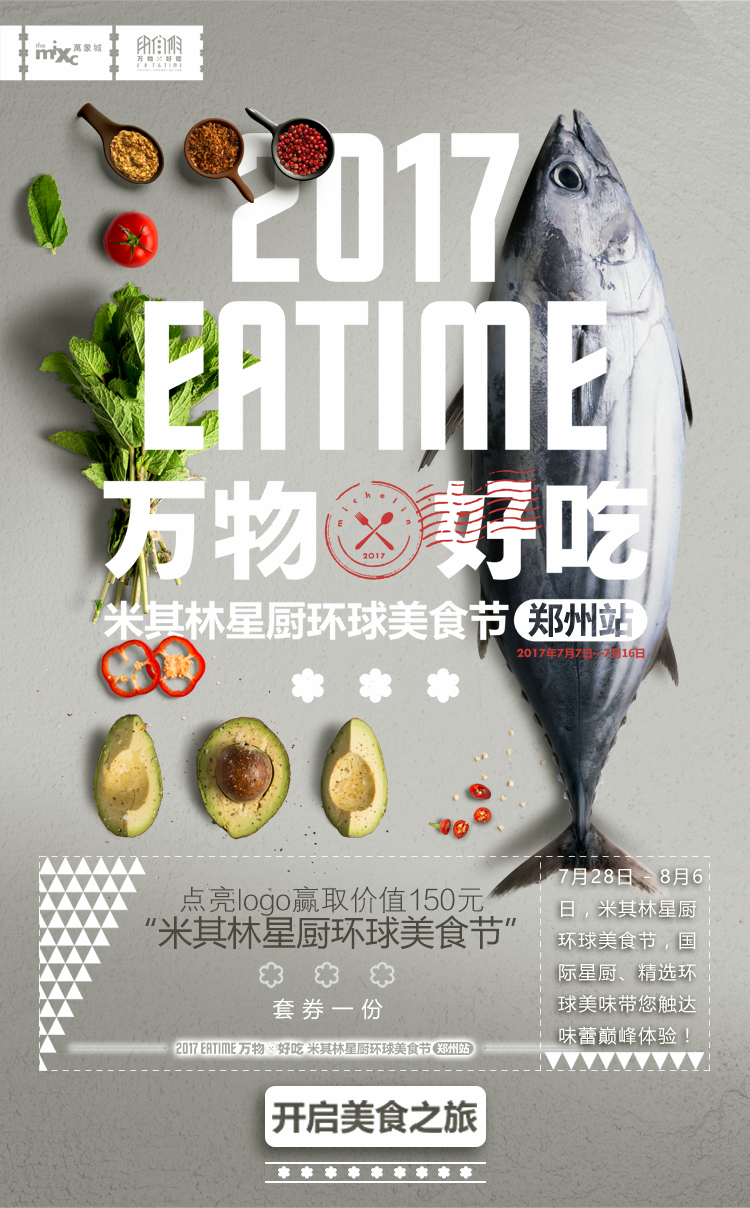 the mixc 萬象城
万物 好吃
EATIME
2017
EATIME
万物 好吃
michelin
2017
米其林星厨环球美食节 郑州站
2017年7月7日-7月16日
点亮logo赢取价值150元
“米其林星厨环球美食节”
套券一份
2017 EATIME 万物 好吃 米其林星厨环球美食节 郑州站
7月28日 - 8月6
日，米其林星厨
环球美食节，国
际星厨、精选环
球美味带您触达
味蕾巅峰体验！
开启美食之旅